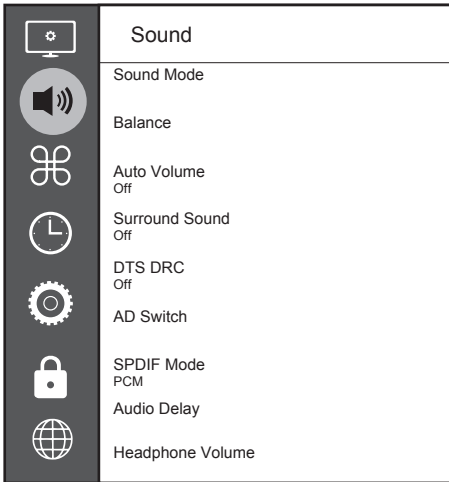 Sound
Sound Mode
Balance
Auto Volume
Off
Surround Sound
Off
DTS DRC
Off
AD Switch
SPDIF Mode
PCM
Audio Delay
Headphone Volume